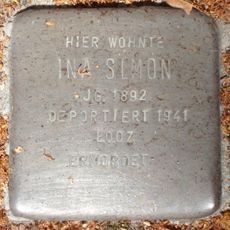 HIER WOHNTE
INA SIMON
JG. 1892
DEPORTIERT 1941
LODZ
ERMORDET